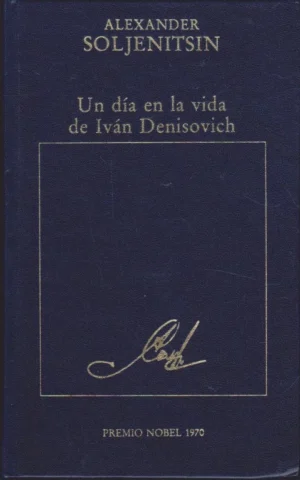 ALEXANDER
SOLJENITSIN
Un día en la vida
de Iván Denisovich
PREMIO NOBEL 1970